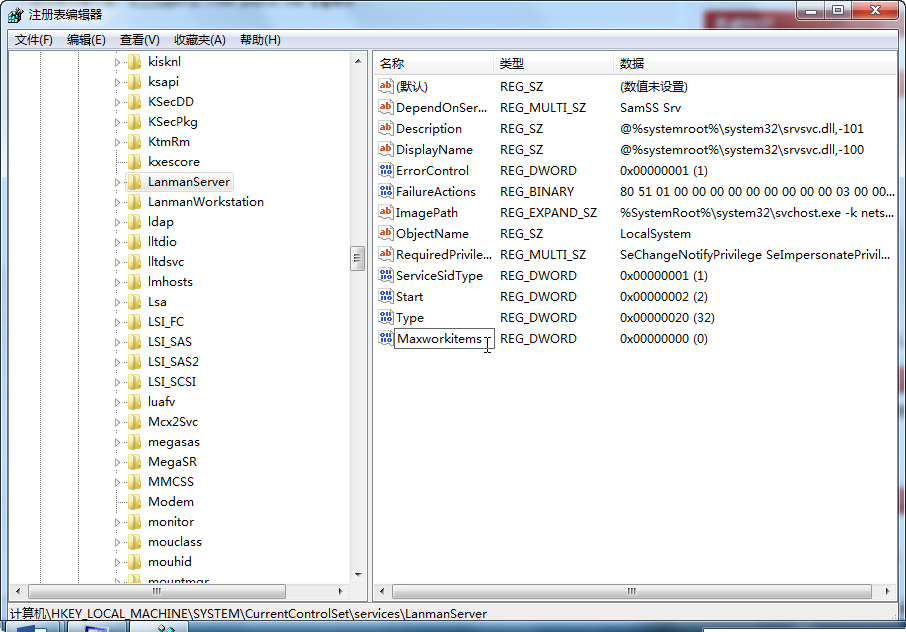 注册表编辑器
文件(F) 编辑(E) 查看(V) 收藏夹(A) 帮助(H)
kisknl
ksapi
KSecDD
KSecPkg
KtmRm
kxescore
LanmanServer
LanmanWorkstation
ldap
lltdio
lltdsvc
lmhosts
Lsa
LSI_FC
LSI_SAS
LSI_SAS2
LSI_SCSI
luafv
Mcx2Svc
megasas
MegaSR
MMCSS
Modem
monitor
mouclass
mouhid
mountmgr
名称 类型 数据
(默认) REG_SZ (数值未设置)
DependOnSer... REG_MULTI_SZ SamSS Srv
Description REG_SZ @%systemroot%\system32\srvsvc.dll,-101
DisplayName REG_SZ @%systemroot%\system32\srvsvc.dll,-100
ErrorControl REG_DWORD 0x00000001 (1)
FailureActions REG_BINARY 80 51 01 00 00 00 00 00 00 00 00 00 03 00 00...
ImagePath REG_EXPAND_SZ %SystemRoot%\system32\svchost.exe -k nets...
ObjectName REG_SZ LocalSystem
RequiredPrivile... REG_MULTI_SZ SeChangeNotifyPrivilege SeImpersonatePrivil...
ServiceSidType REG_DWORD 0x00000001 (1)
Start REG_DWORD 0x00000002 (2)
Type REG_DWORD 0x00000020 (32)
Maxworkitems REG_DWORD 0x00000000 (0)
计算机\HKEY_LOCAL_MACHINE\SYSTEM\CurrentControlSet\services\LanmanServer